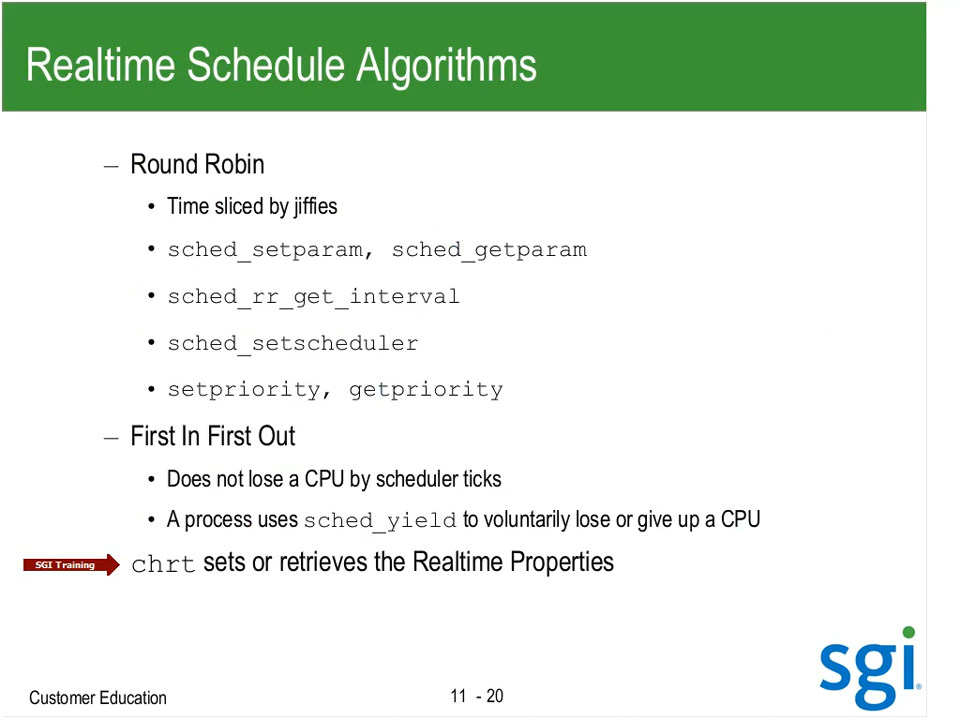 Realtime Schedule Algorithms
– Round Robin
• Time sliced by jiffies
• sched_setparam, sched_getparam
• sched_rr_get_interval
• sched_setscheduler
• setpriority, getpriority
– First In First Out
• Does not lose a CPU by scheduler ticks
• A process uses sched_yield to voluntarily lose or give up a CPU
SGI Training
chrt sets or retrieves the Realtime Properties
Customer Education
11 - 20
sgi®